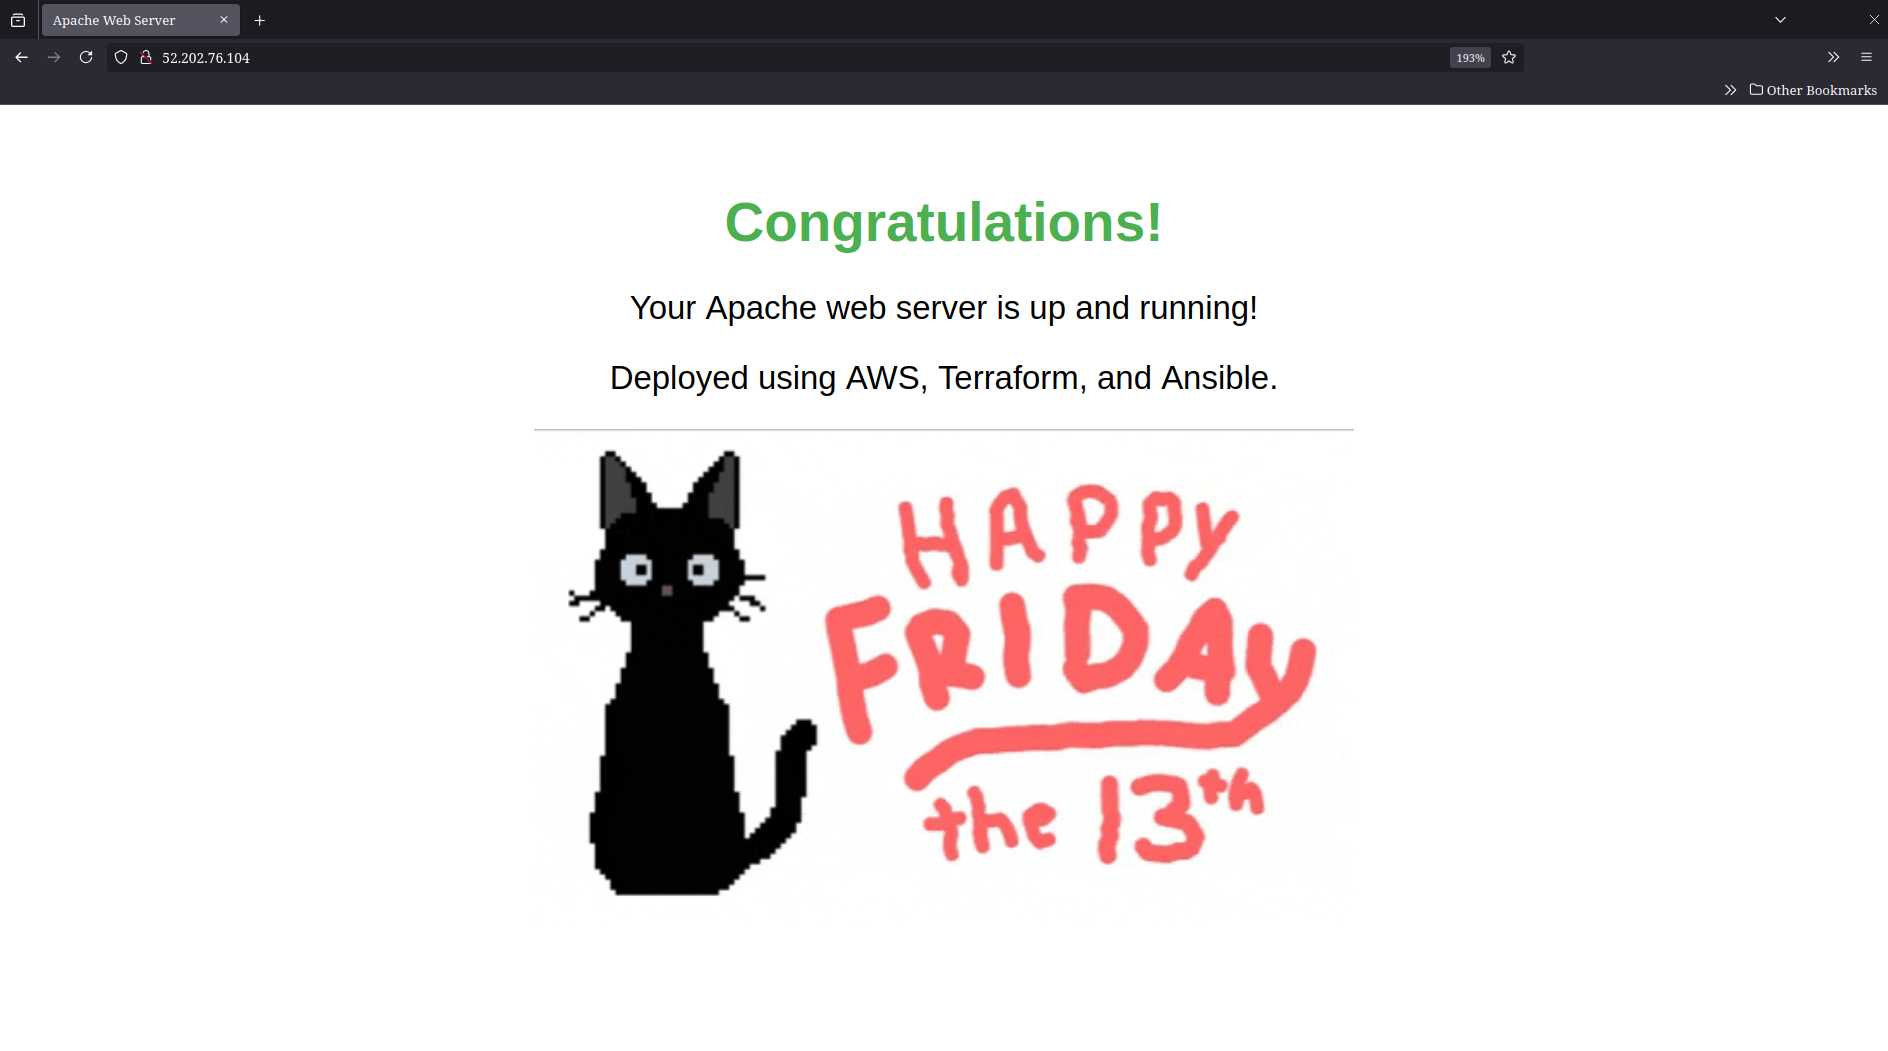 Apache Web Server
52.202.76.104
193%
Other Bookmarks
Congratulations!
Your Apache web server is up and running!
Deployed using AWS, Terraform, and Ansible.
HAPPY
FRIDAY
the 13th